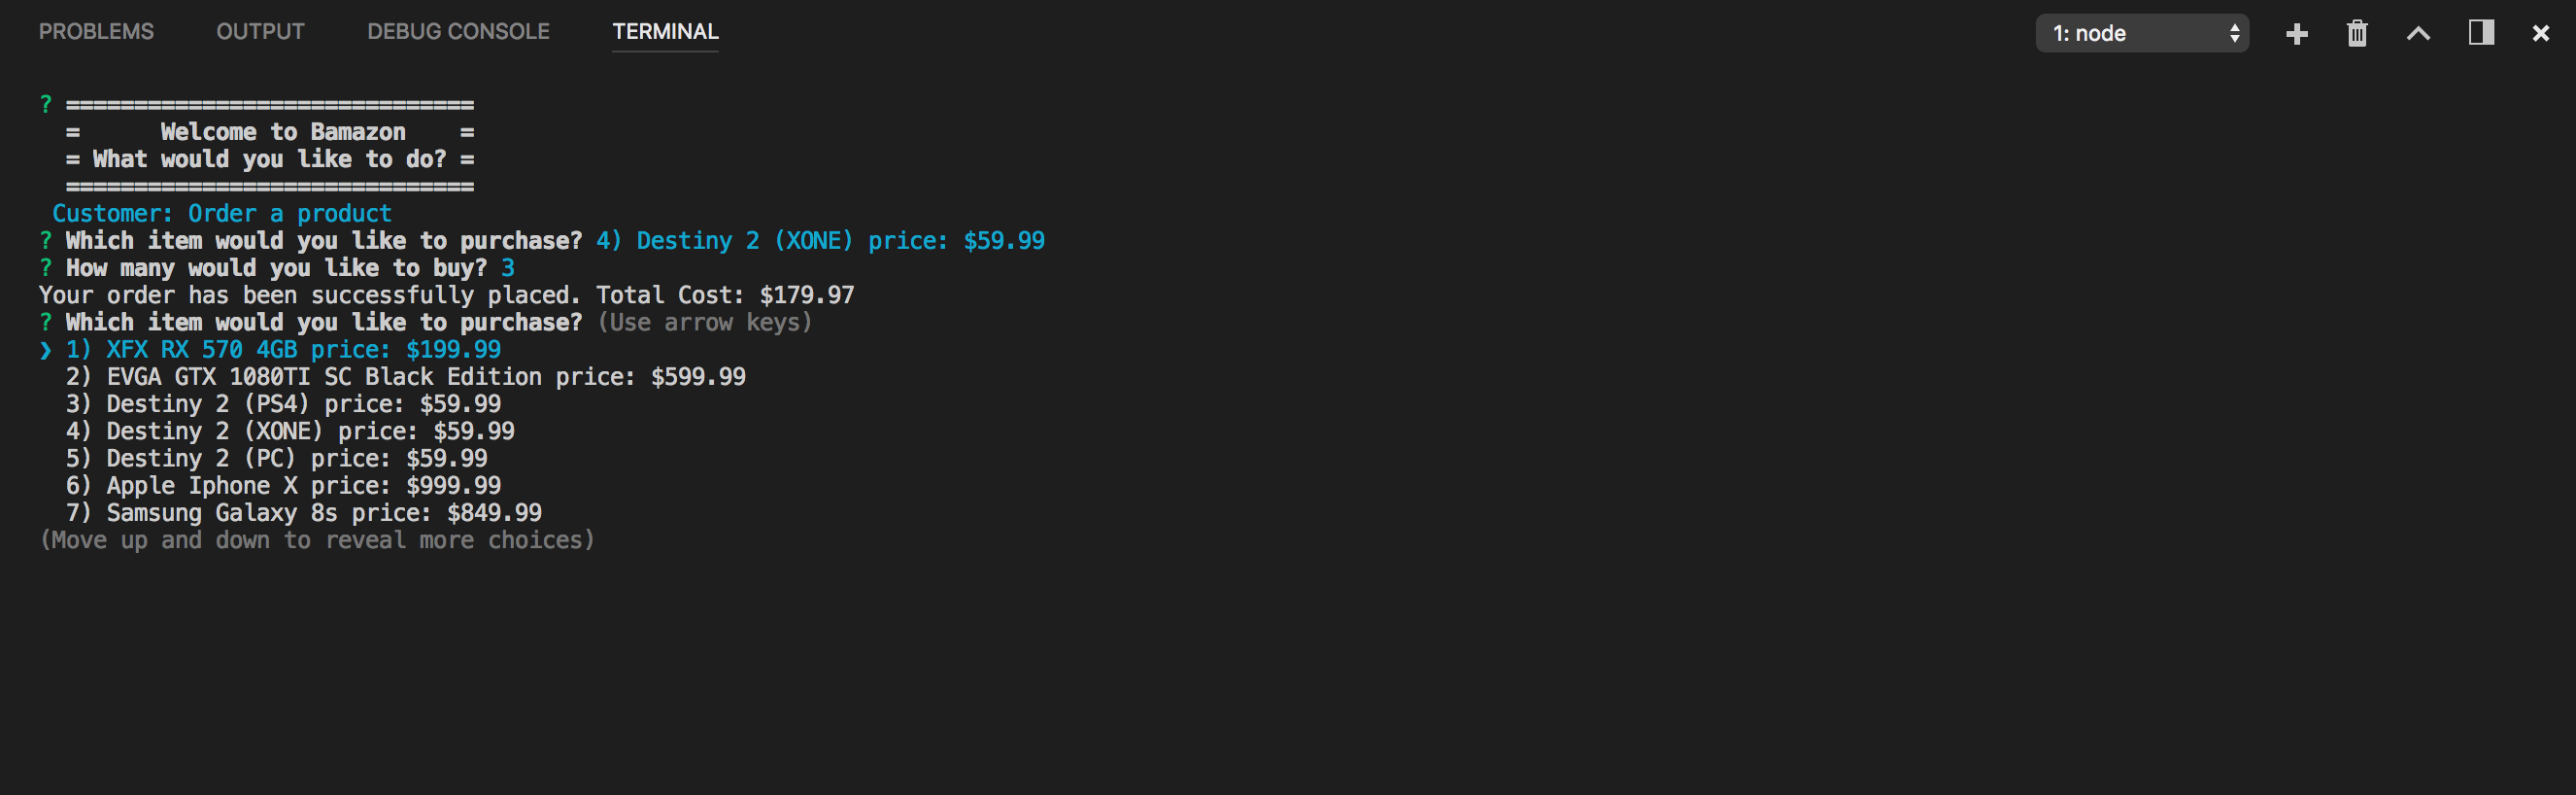 PROBLEMS OUTPUT DEBUG CONSOLE TERMINAL 1: node
? ==============================
= Welcome to Bamazon =
= What would you like to do? =
==============================
Customer: Order a product
? Which item would you like to purchase? 4) Destiny 2 (XONE) price: $59.99
? How many would you like to buy? 3
Your order has been successfully placed. Total Cost: $179.97
? Which item would you like to purchase? (Use arrow keys)
❯ 1) XFX RX 570 4GB price: $199.99
2) EVGA GTX 1080TI SC Black Edition price: $599.99
3) Destiny 2 (PS4) price: $59.99
4) Destiny 2 (XONE) price: $59.99
5) Destiny 2 (PC) price: $59.99
6) Apple Iphone X price: $999.99
7) Samsung Galaxy 8s price: $849.99
(Move up and down to reveal more choices)